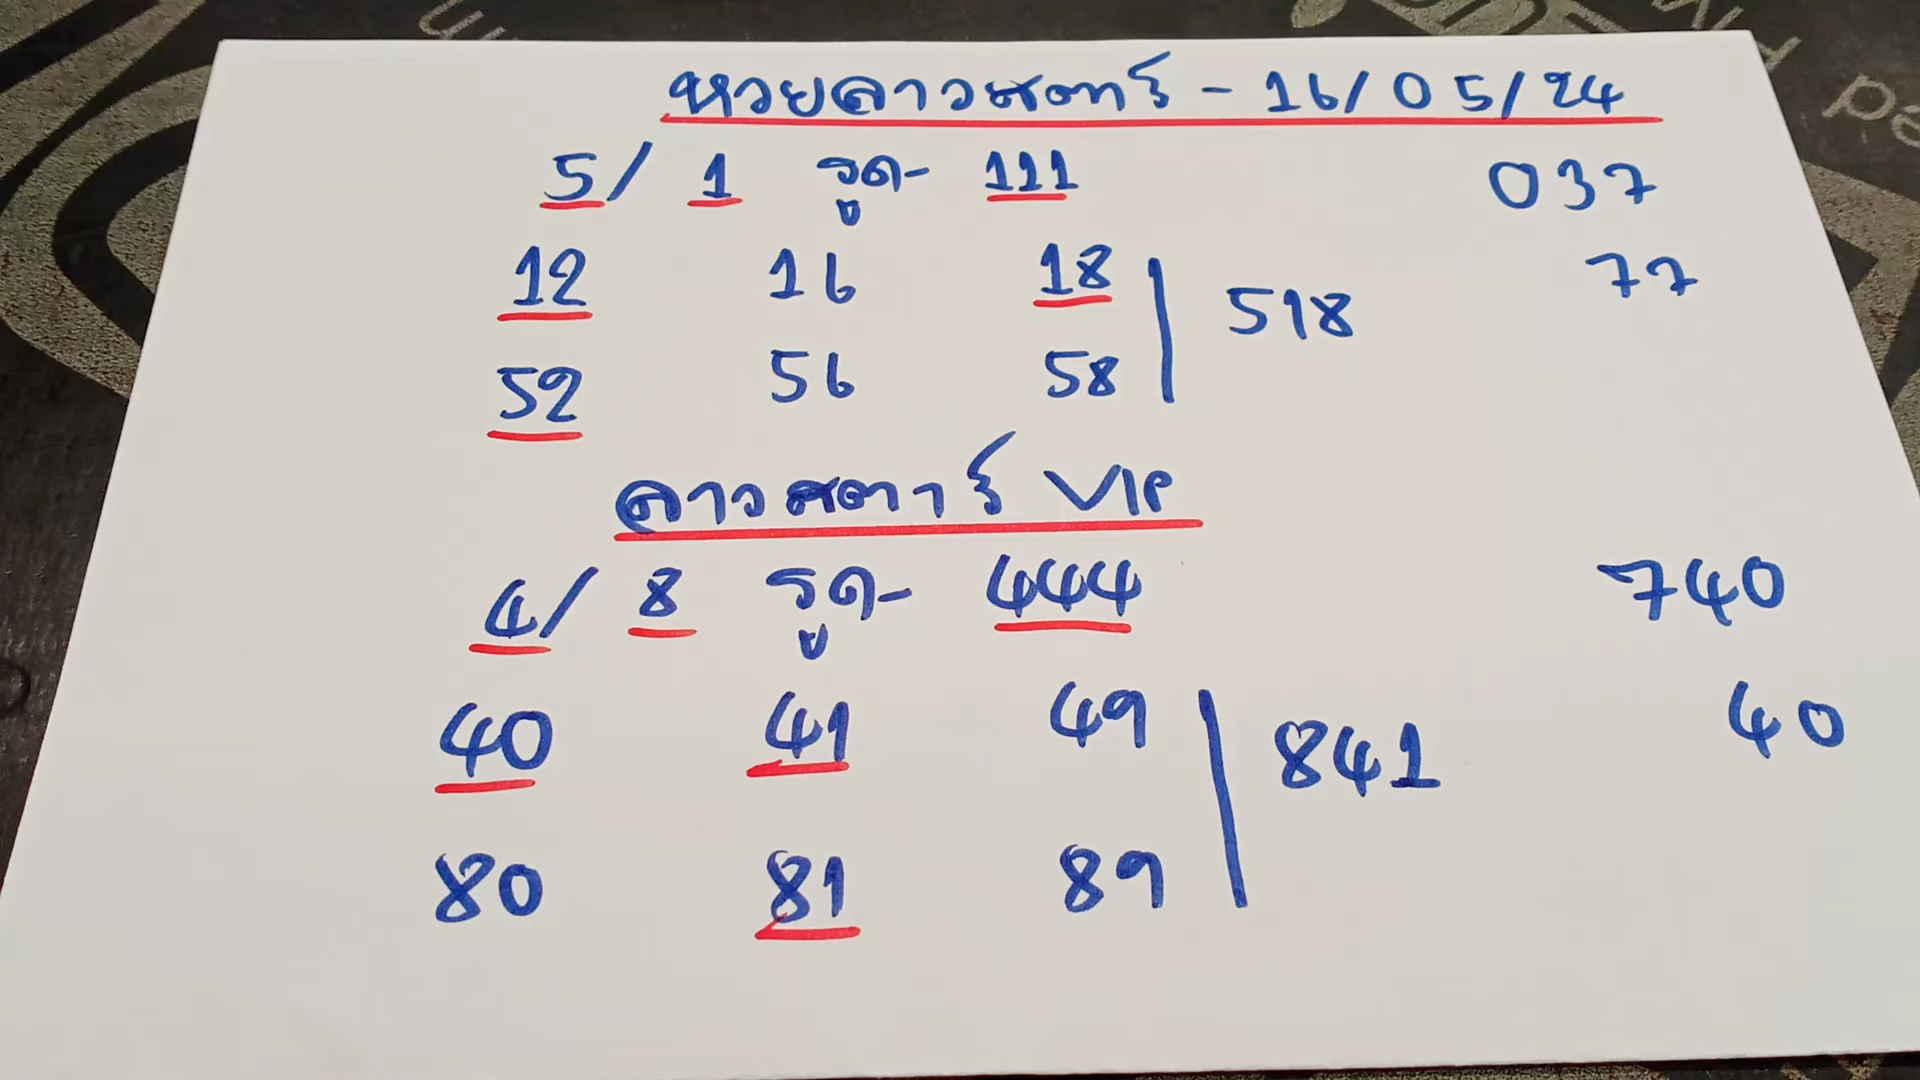 หวยลาวสตาร์ - 16/05/24
5/ 1 รูด- 111 037
12 16 18 518 77
52 56 58
ลาวสตาร์ VIP
4/ 8 รูด- 444 740
40 41 49 841 40
80 81 89